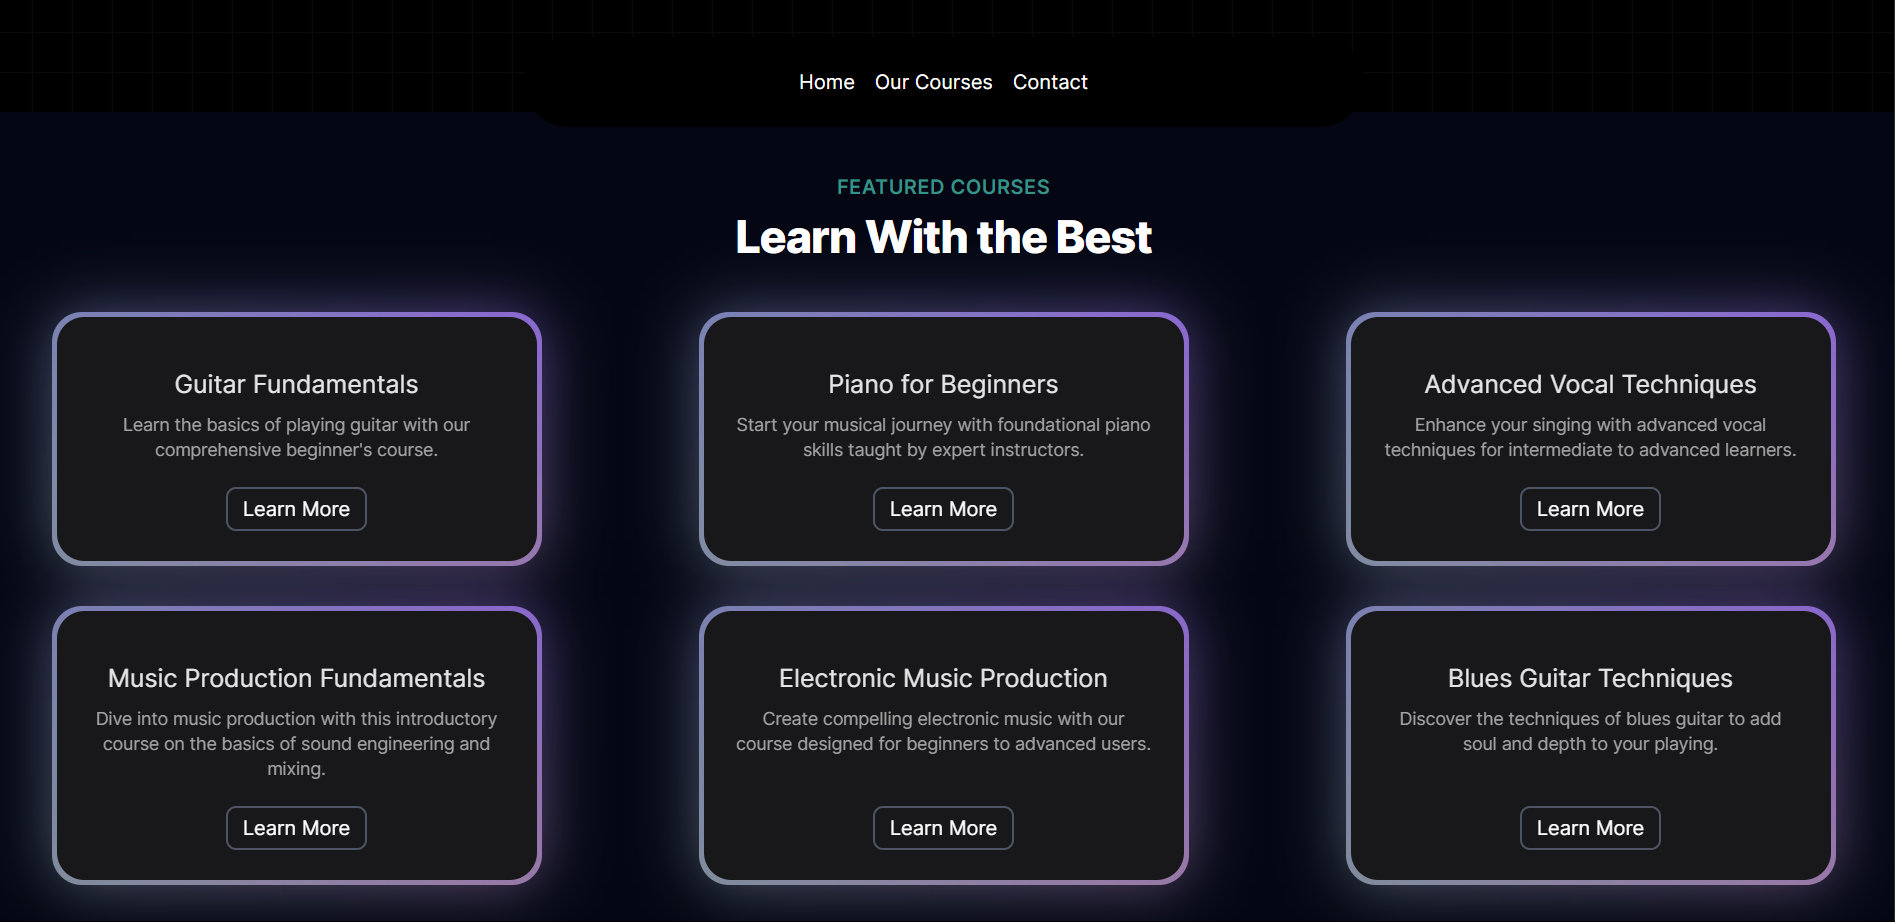 Home Our Courses Contact
FEATURED COURSES
Learn With the Best
Guitar Fundamentals
Learn the basics of playing guitar with our
comprehensive beginner's course.
Learn More
Piano for Beginners
Start your musical journey with foundational piano
skills taught by expert instructors.
Learn More
Advanced Vocal Techniques
Enhance your singing with advanced vocal
techniques for intermediate to advanced learners.
Learn More
Music Production Fundamentals
Dive into music production with this introductory
course on the basics of sound engineering and
mixing.
Learn More
Electronic Music Production
Create compelling electronic music with our
course designed for beginners to advanced users.
Learn More
Blues Guitar Techniques
Discover the techniques of blues guitar to add
soul and depth to your playing.
Learn More